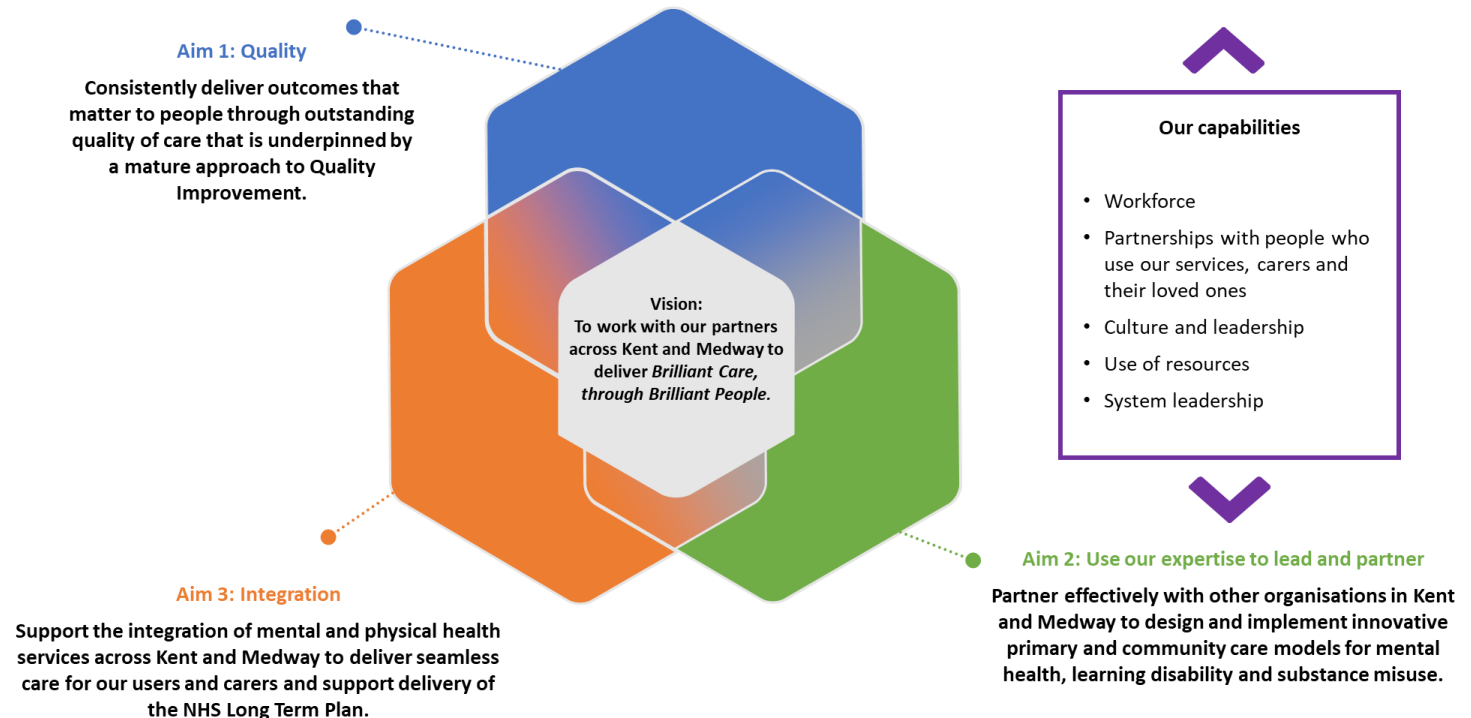 Aim 1: Quality
Consistently deliver outcomes that
matter to people through outstanding
quality of care that is underpinned by
a mature approach to Quality
Improvement.
Vision:
To work with our partners
across Kent and Medway to
deliver Brilliant Care,
through Brilliant People.
Our capabilities
• Workforce
• Partnerships with people who
use our services, carers and
their loved ones
• Culture and leadership
• Use of resources
• System leadership
Aim 2: Use our expertise to lead and partner
Partner effectively with other organisations in Kent
and Medway to design and implement innovative
primary and community care models for mental
health, learning disability and substance misuse.
Aim 3: Integration
Support the integration of mental and physical health
services across Kent and Medway to deliver seamless
care for our users and carers and support delivery of
the NHS Long Term Plan.